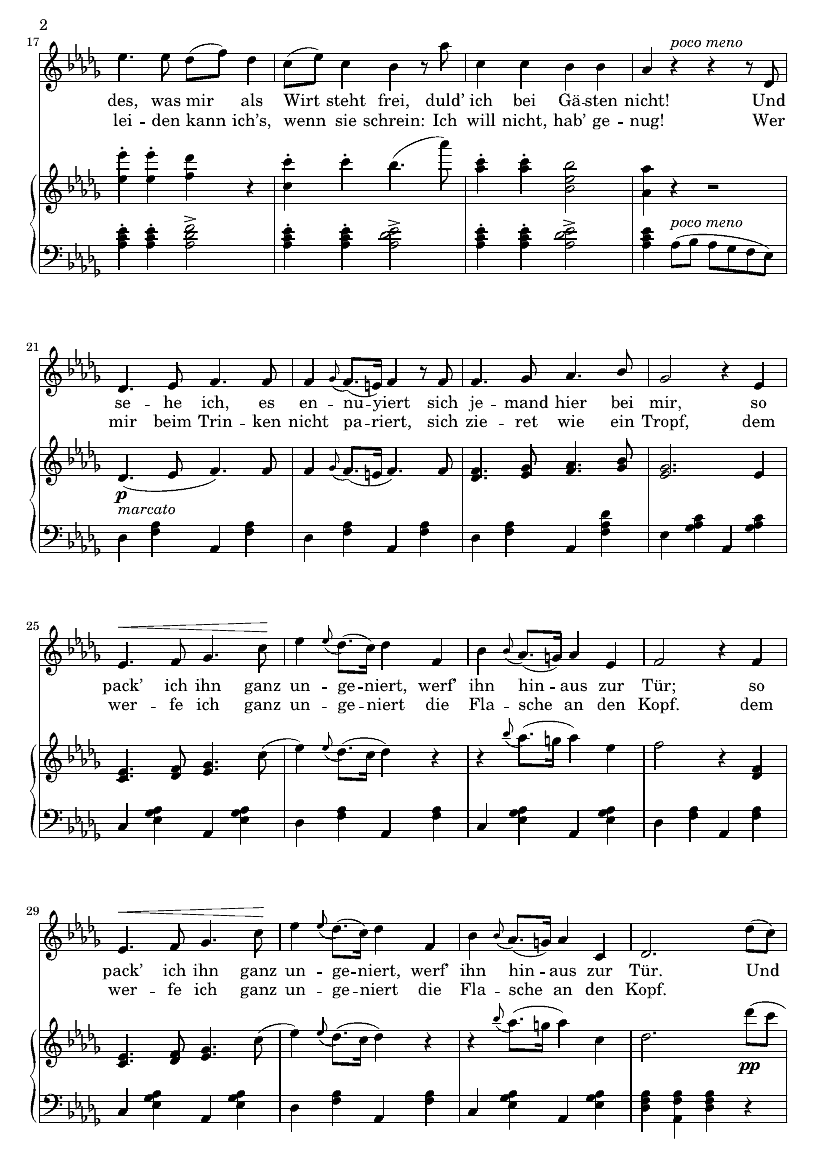 2
17
poco meno
des, was mir als Wirt steht frei, duld’ ich bei Gä -- sten nicht! Und
lei -- den kann ich’s, wenn sie schrein: Ich will nicht, hab’ ge -- nug! Wer
poco meno
21
se -- he ich, es en -- nu -- yiert sich je -- mand hier bei mir, so
mir beim Trin -- ken nicht pa -- riert, sich zie -- ret wie ein Tropf, dem
p
marcato
25
pack’ ich ihn ganz un -- ge -- niert, werf’ ihn hin -- aus zur Tür; so
wer -- fe ich ganz un -- ge -- niert die Fla -- sche an den Kopf. dem
29
pack’ ich ihn ganz un -- ge -- niert, werf’ ihn hin -- aus zur Tür. Und
wer -- fe ich ganz un -- ge -- niert die Fla -- sche an den Kopf.
pp